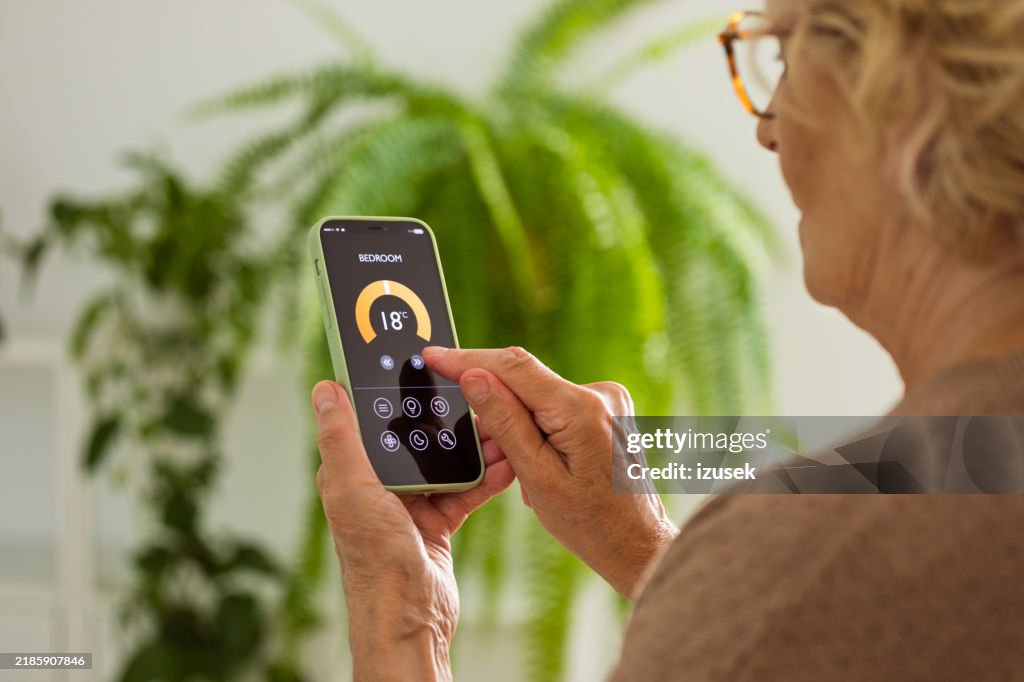 BEDROOM
18°C
gettyimages®
Credit: izusek
2185907846